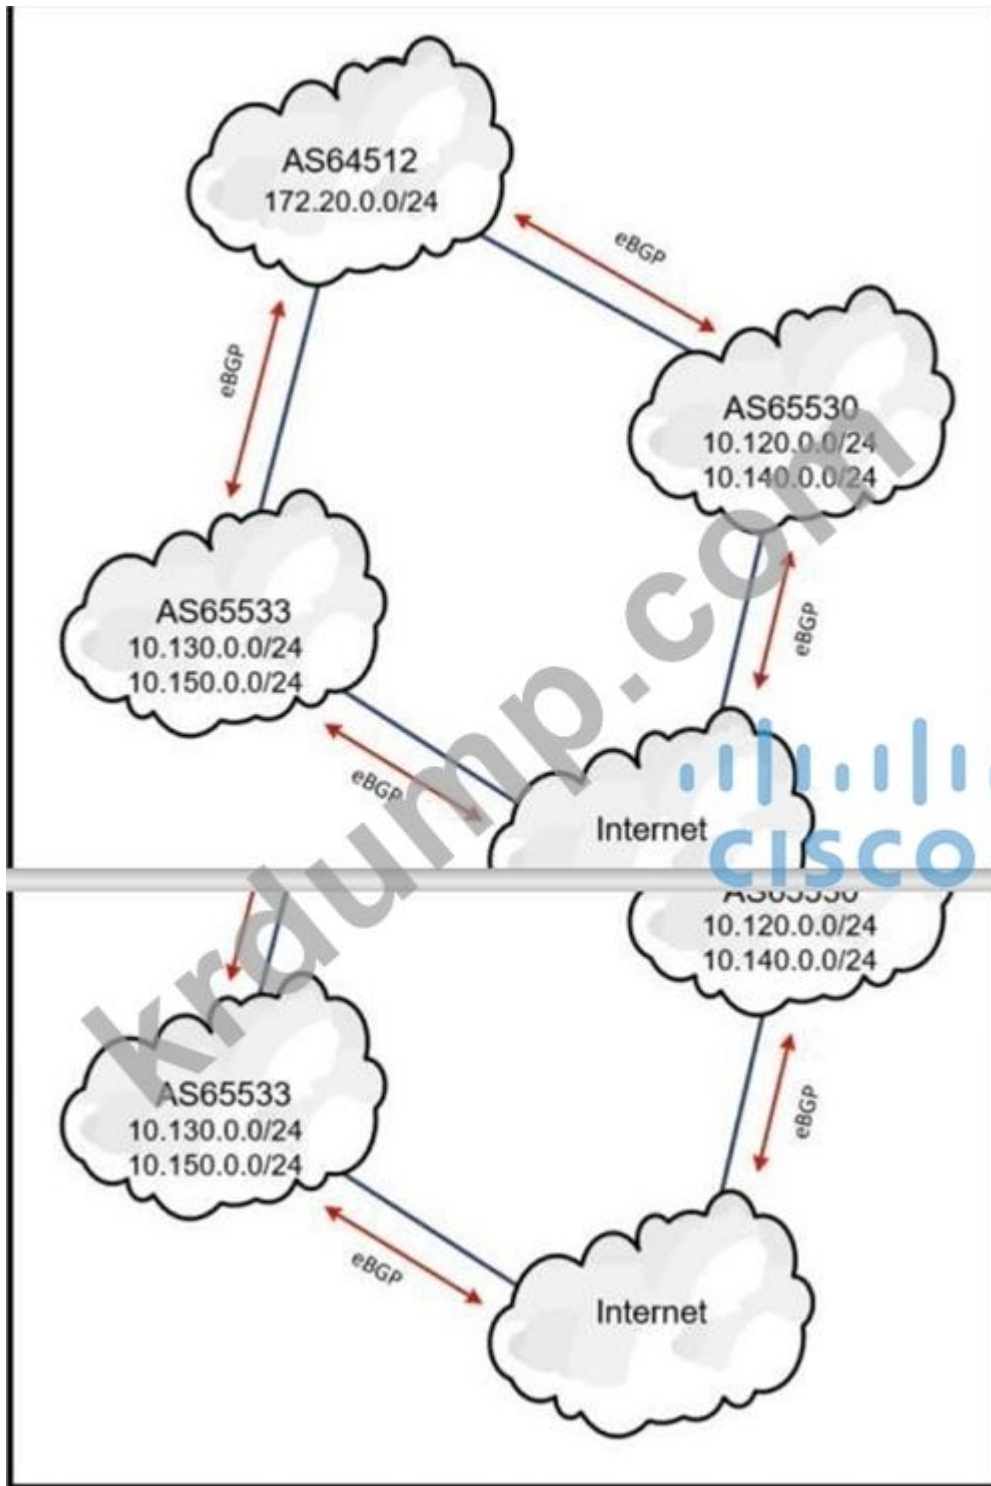 AS64512
172.20.0.0/24
eBGP
eBGP
AS65530
10.120.0.0/24
10.140.0.0/24
AS65533
10.130.0.0/24
10.150.0.0/24
eBGP
eBGP
Internet
CISCO
krdump.com
AS65530
10.120.0.0/24
10.140.0.0/24
AS65533
10.130.0.0/24
10.150.0.0/24
eBGP
eBGP
Internet